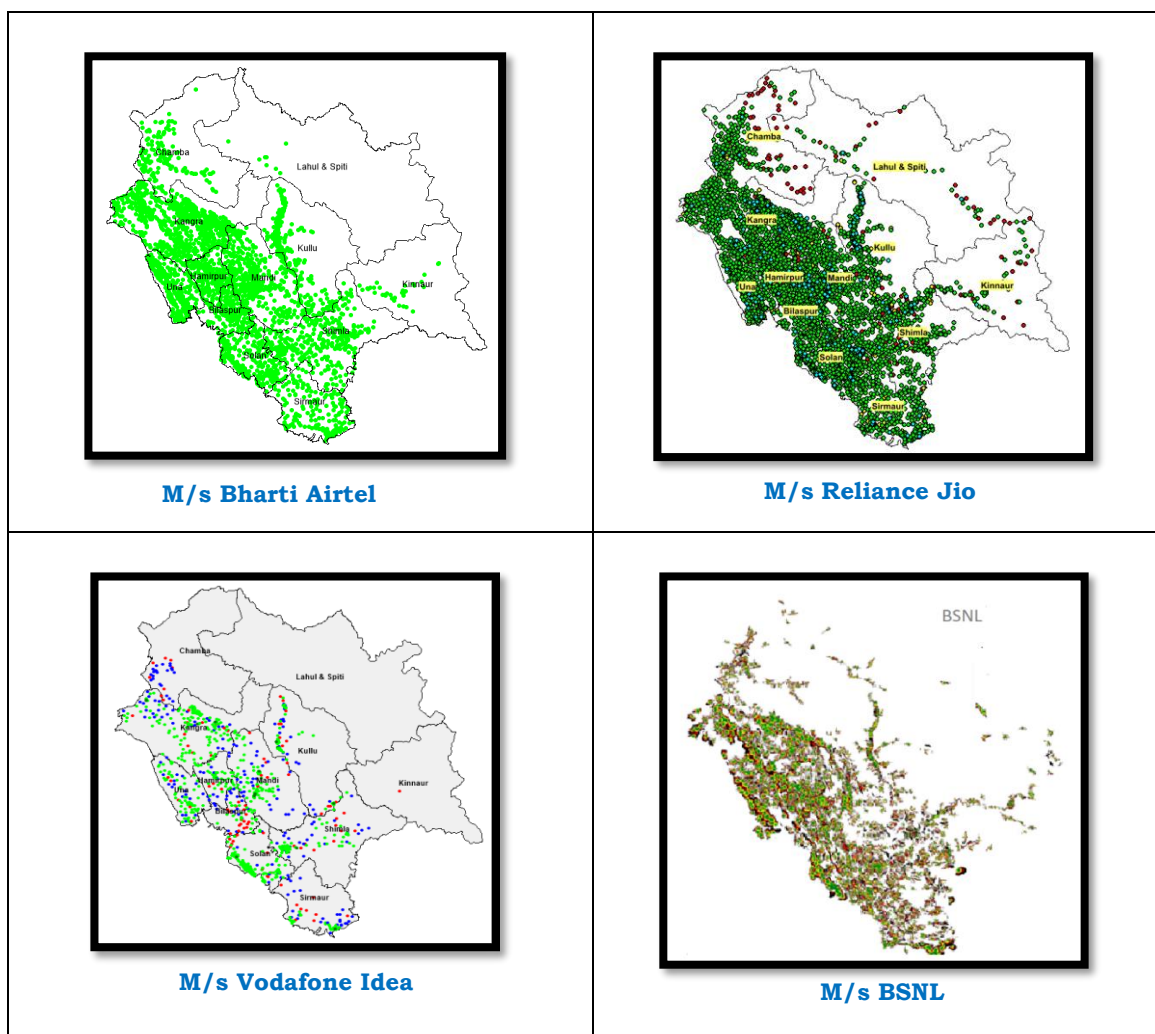 Chamba
Lahul & Spiti
Kangra
Kullu
Hamirpur
Mandi
Una
Kinnaur
Bilaspur
Shimla
Solan
Sirmaur
M/s Bharti Airtel
Chamba
Lahul & Spiti
Kangra
Kullu
Hamirpur
Mandi
Una
Kinnaur
Bilaspur
Shimla
Solan
Sirmaur
M/s Reliance Jio
Chamba
Lahul & Spiti
Kangra
Kullu
Hamirpur
Mandi
Una
Kinnaur
Bilaspur
Shimla
Solan
Sirmaur
M/s Vodafone Idea
BSNL
M/s BSNL